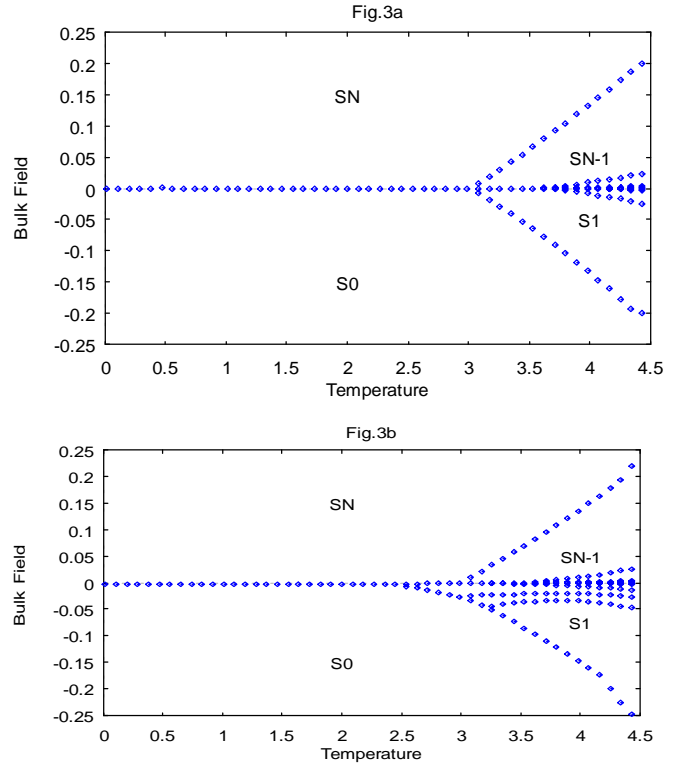 Fig.3a
0.25
0.2
0.15
0.1
0.05
0
-0.05
-0.1
-0.15
-0.2
-0.25
Bulk Field
SN
SN-1
S1
S0
0 0.5 1 1.5 2 2.5 3 3.5 4 4.5
Temperature
Fig.3b
0.25
0.2
0.15
0.1
0.05
0
-0.05
-0.1
-0.15
-0.2
-0.25
Bulk Field
SN
SN-1
S1
S0
0 0.5 1 1.5 2 2.5 3 3.5 4 4.5
Temperature